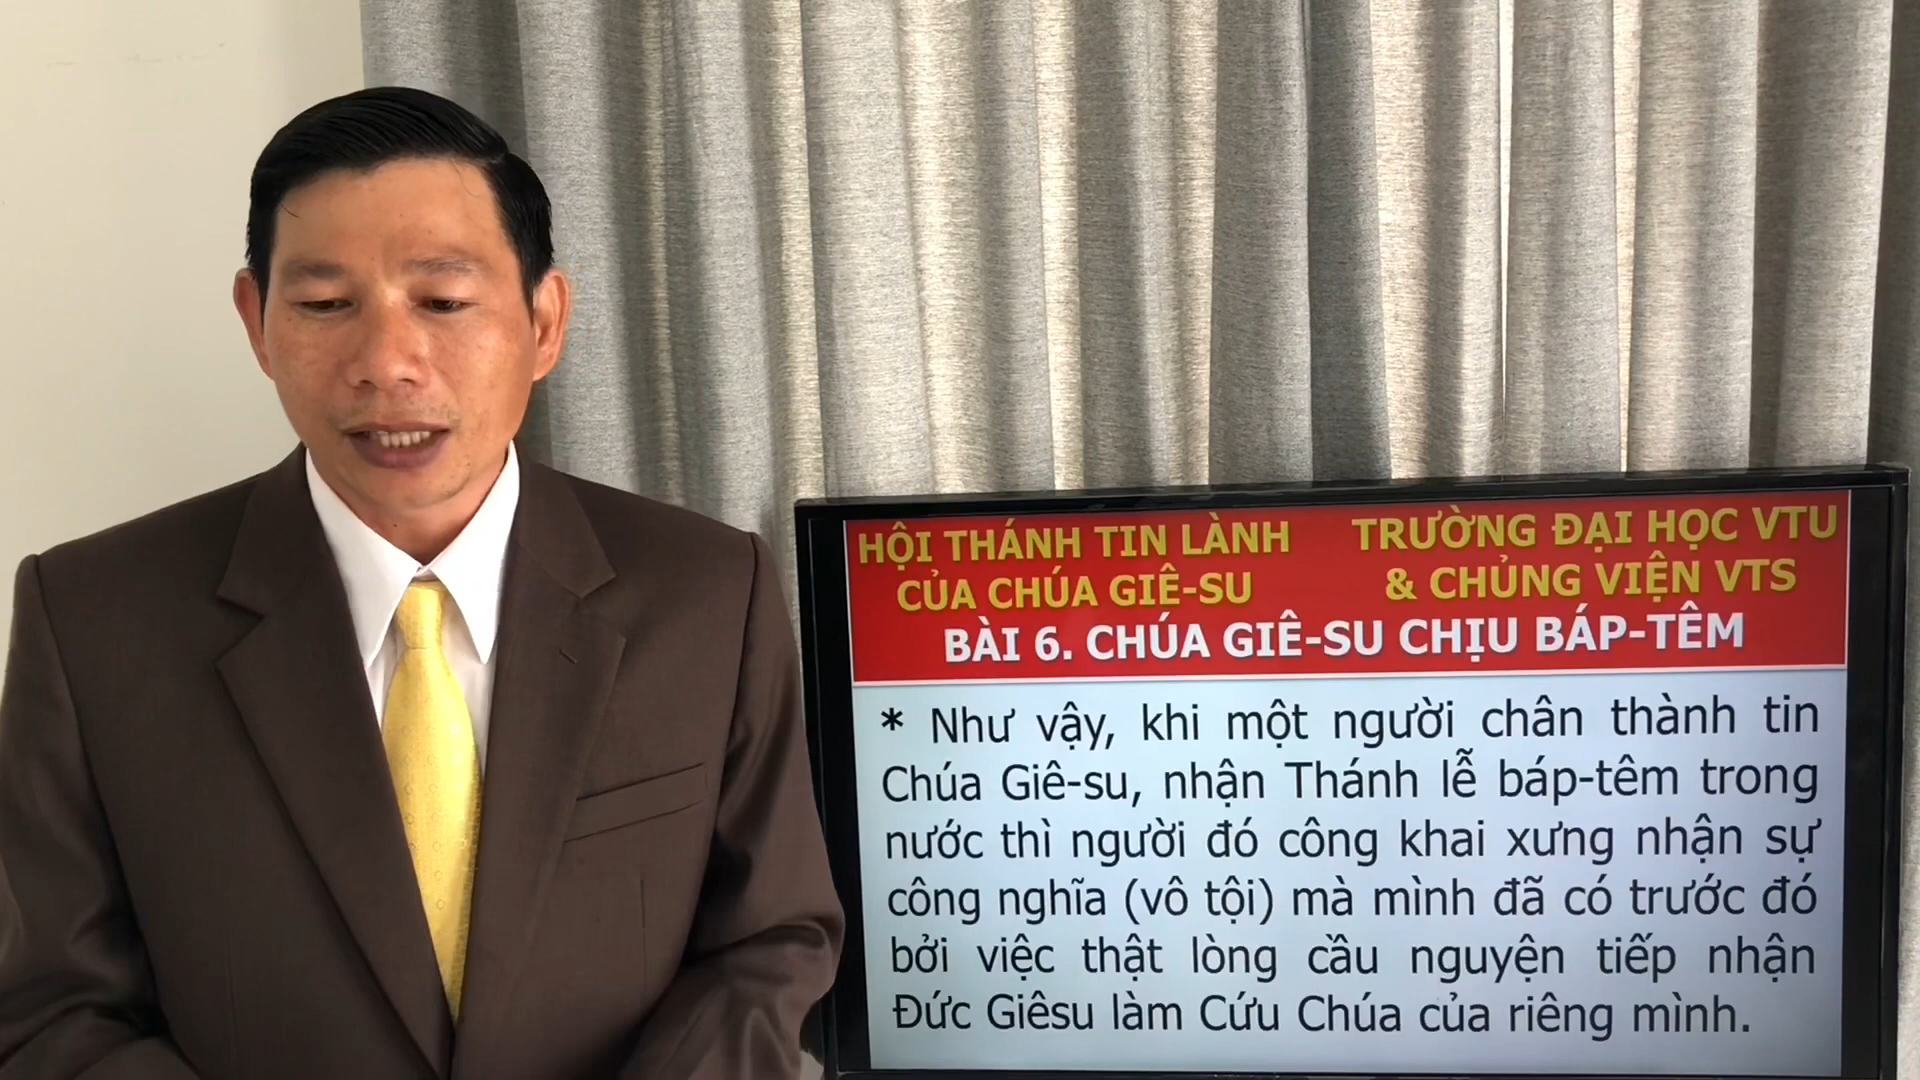 HỘI THÁNH TIN LÀNH
CỦA CHÚA GIÊ-SU
TRƯỜNG ĐẠI HỌC VTU
& CHỦNG VIỆN VTS
BÀI 6. CHÚA GIÊ-SU CHỊU BÁP-TÊM
* Như vậy, khi một người chân thành tin
Chúa Giê-su, nhận Thánh lễ báp-têm trong
nước thì người đó công khai xưng nhận sự
công nghĩa (vô tội) mà mình đã có trước đó
bởi việc thật lòng cầu nguyện tiếp nhận
Đức Giêsu làm Cứu Chúa của riêng mình.